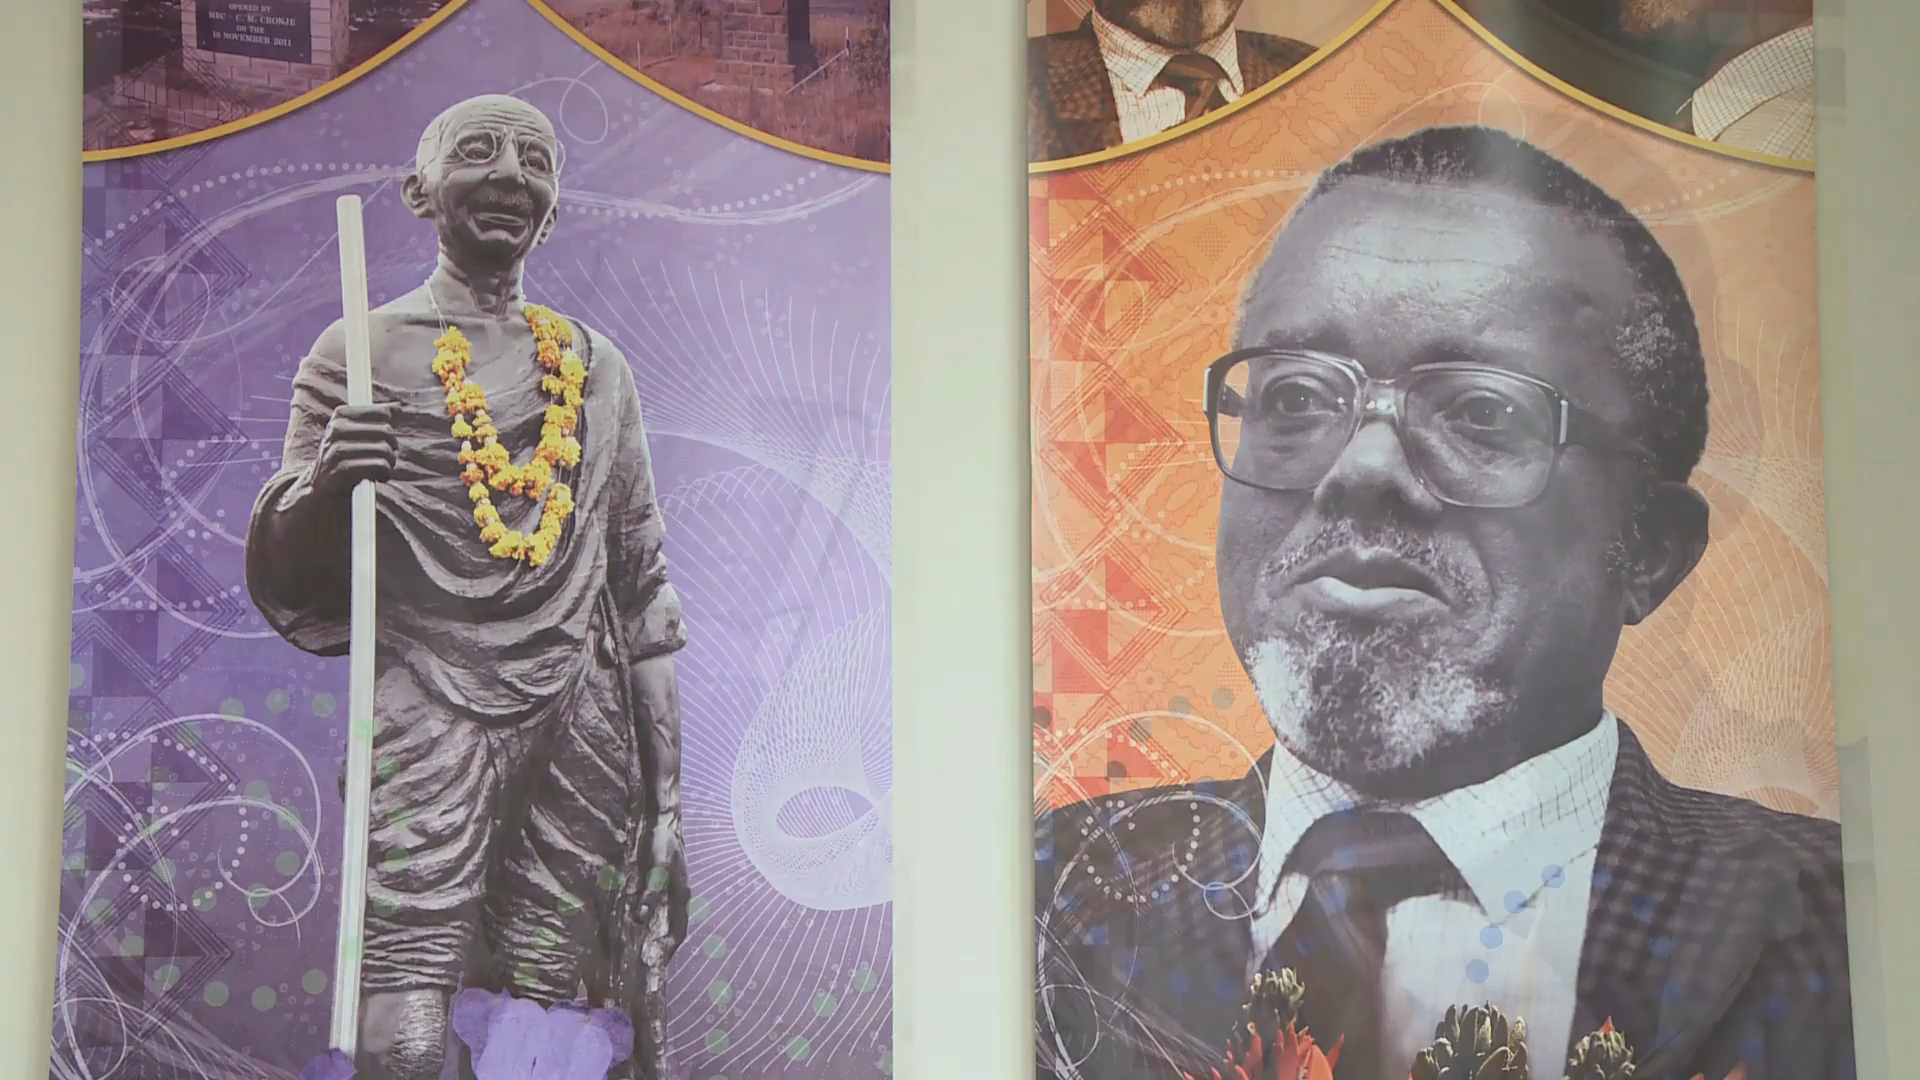 OPENED BY
MEC - C. M. CRONJE
ON THE
10 NOVEMBER 2011